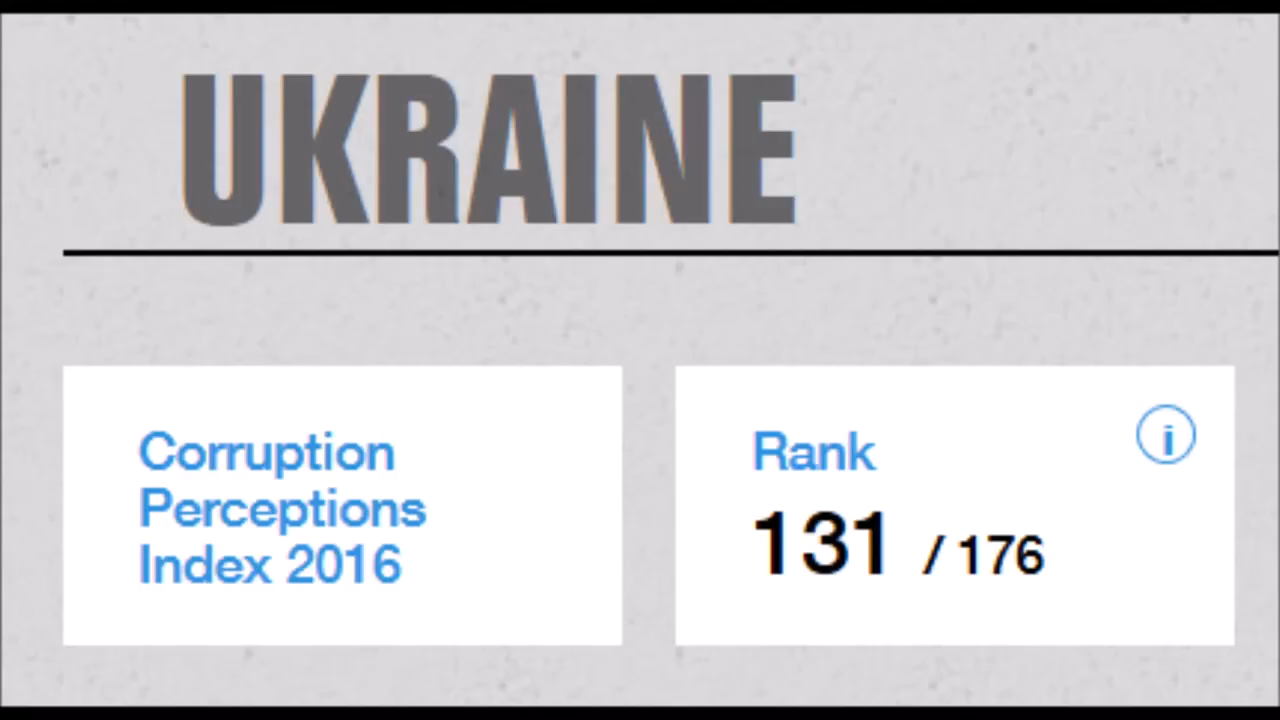 UKRAINE
Corruption
Perceptions
Index 2016
Rank
i
131 / 176